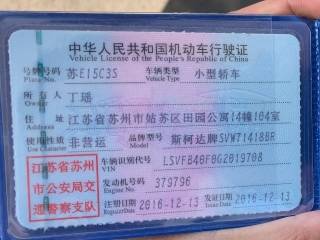 中华人民共和国机动车行驶证
Vehicle License of the People's Republic of China
号牌号码 苏E15C3S 车辆类型 小型轿车
Plate No. Vehicle Type
所有人 丁瑶
Owner
住址 江苏省苏州市姑苏区田园公寓14幢104室
Address
使用性质 非营运 品牌型号 斯柯达牌SVW71418BR
Use Character Model
江苏省苏州市公安局交通警察支队
车辆识别代号 LSVFB40F0G2019708
VIN
发动机号码 379796
Engine No.
注册日期 2016-12-13 发证日期 2016-12-13
Register Date Issue Date